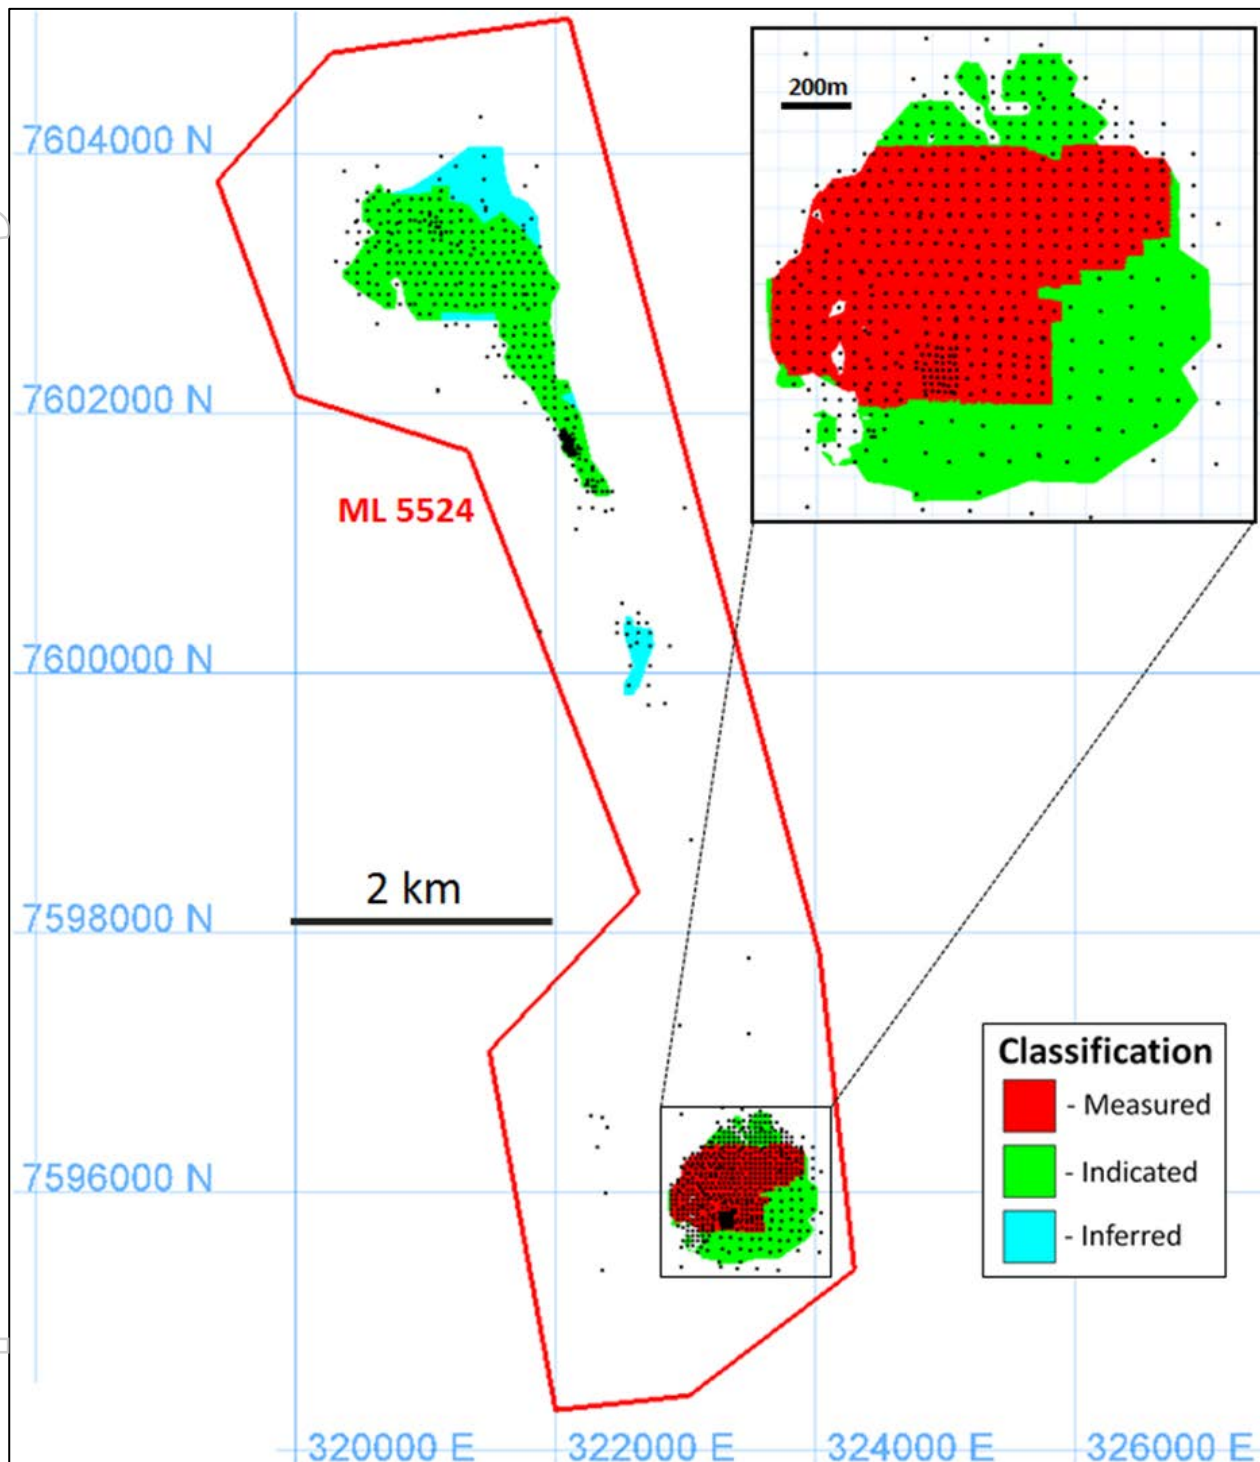 200m
7604000 N
7602000 N
ML 5524
7600000 N
2 km
7598000 N
Classification
- Measured
- Indicated
- Inferred
7596000 N
320000 E
322000 E
324000 E
326000 E